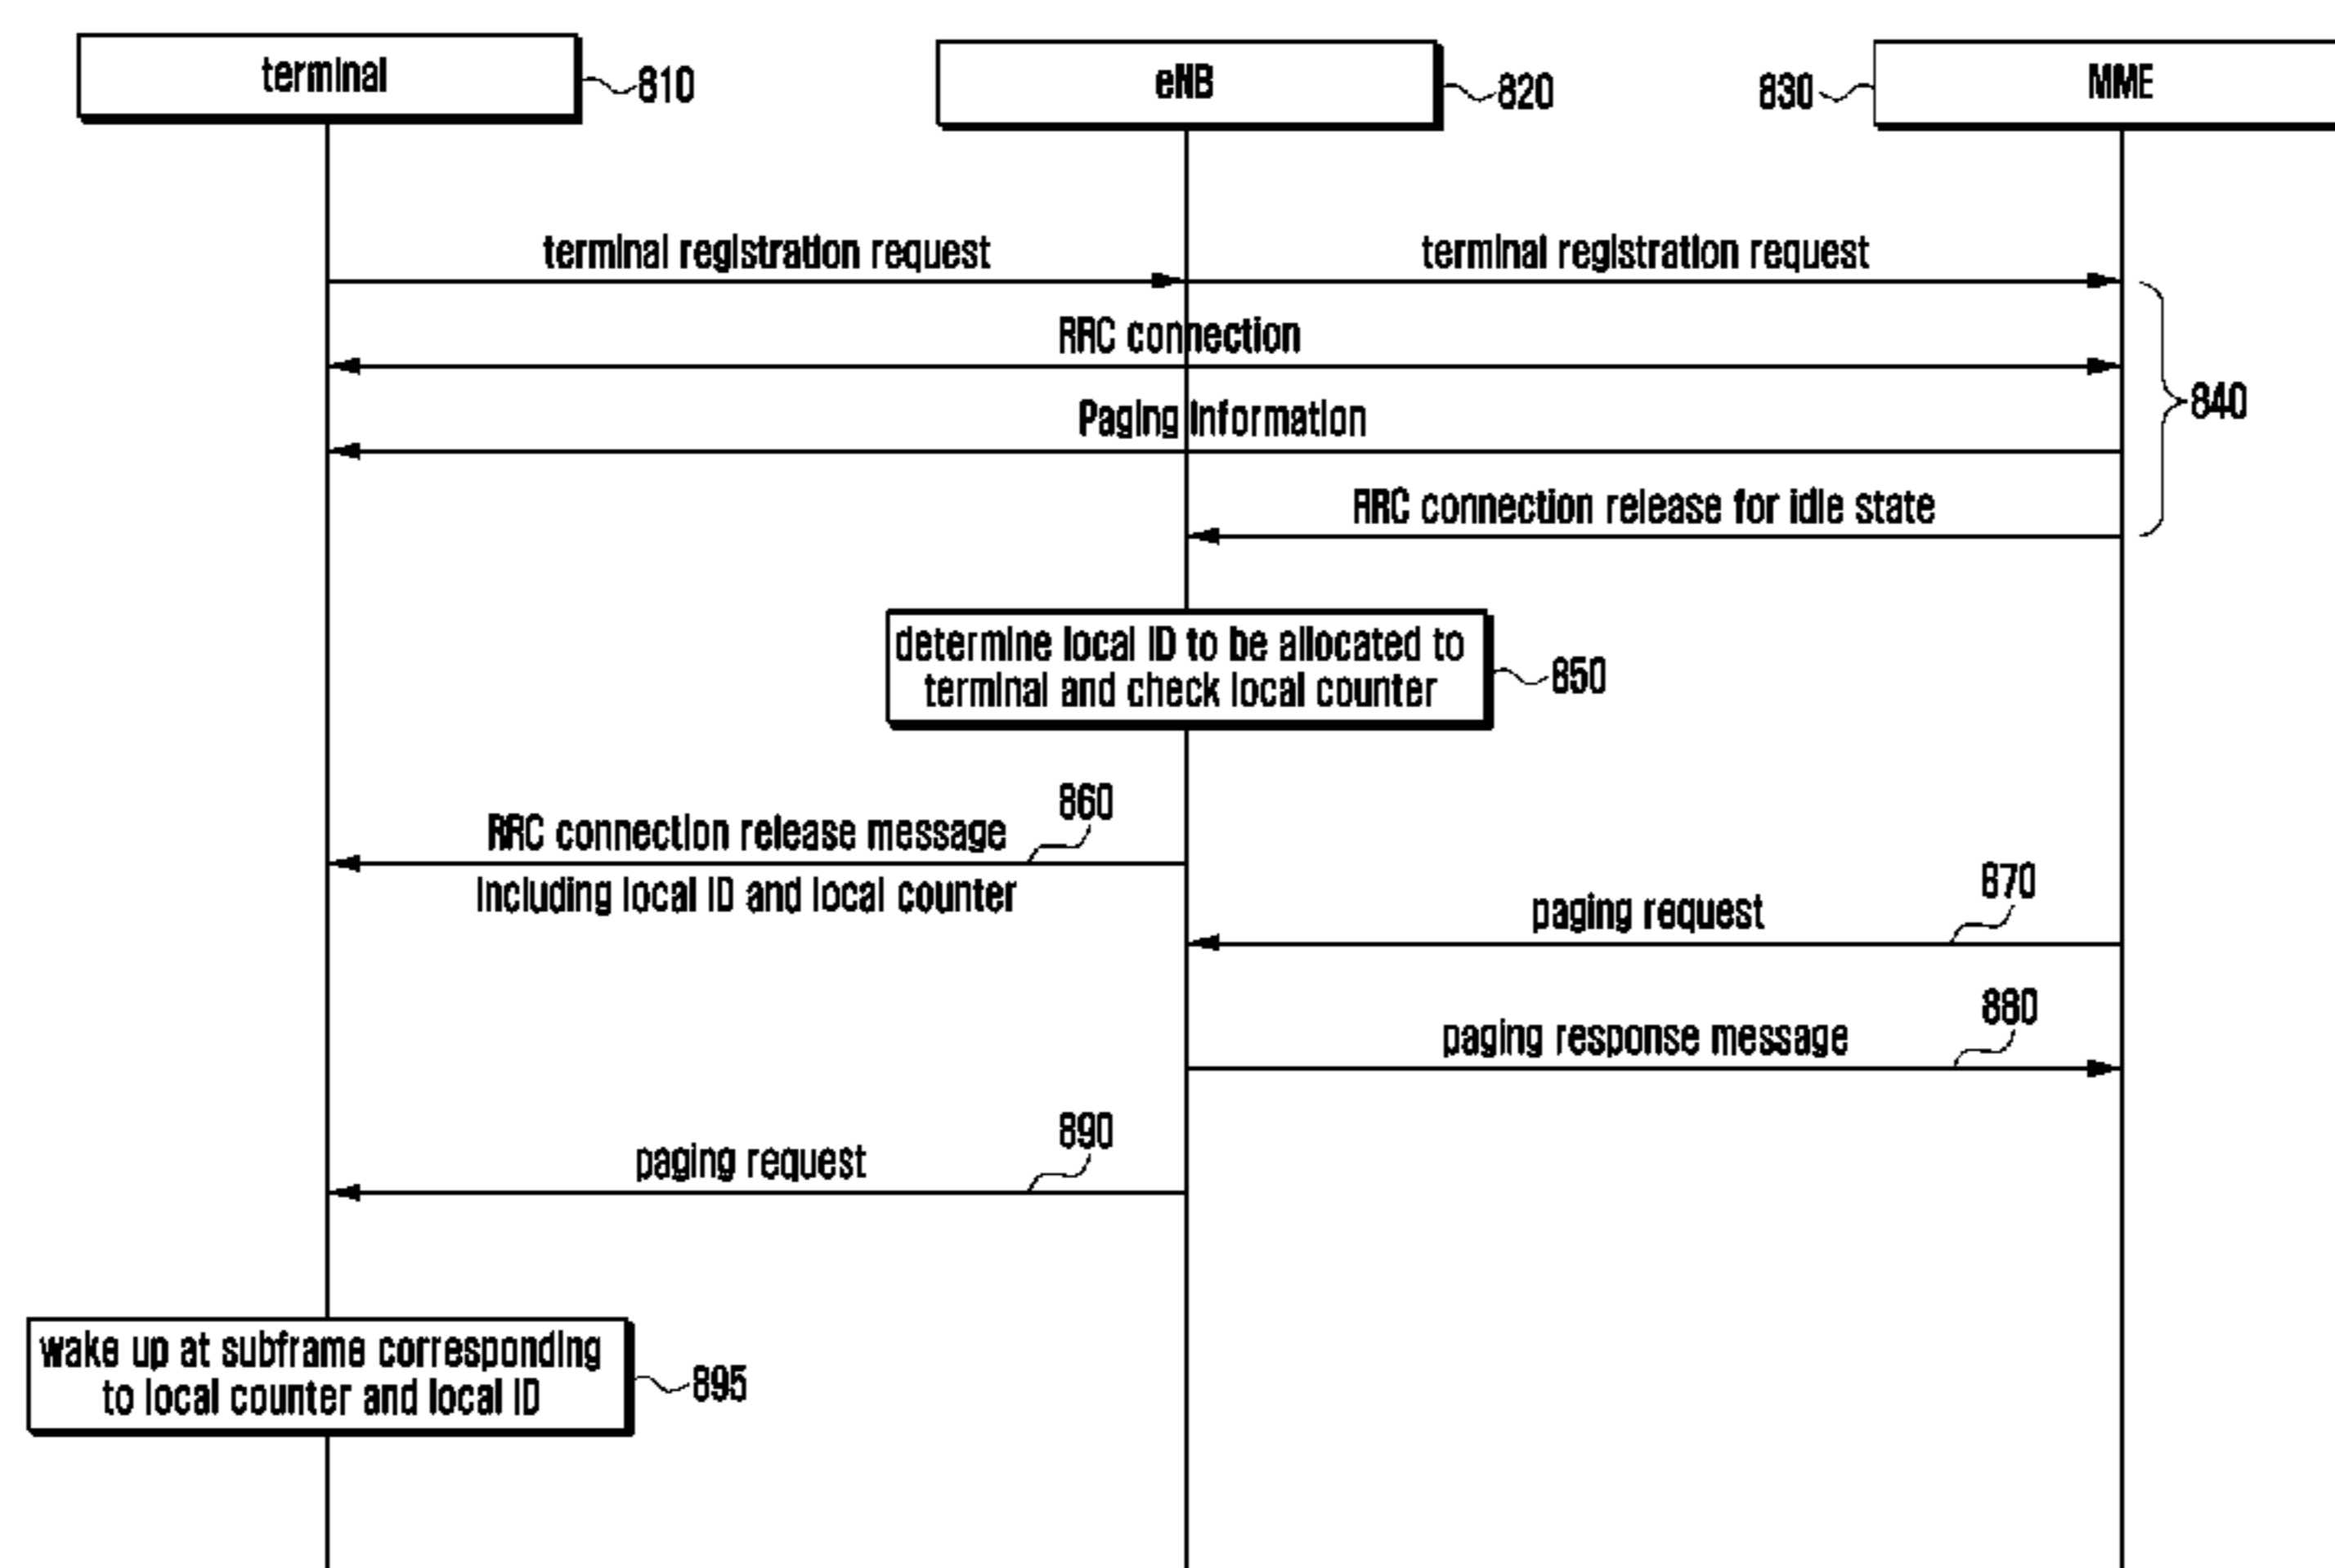 terminal
810
eNB
820
830
MME
terminal registration request
terminal registration request
RRC connection
Paging Information
840
RRC connection release for idle state
determine local ID to be allocated to
terminal and check local counter
850
860
RRC connection release message
including local ID and local counter
870
paging request
880
paging response message
890
paging request
wake up at subframe corresponding
to local counter and local ID
895